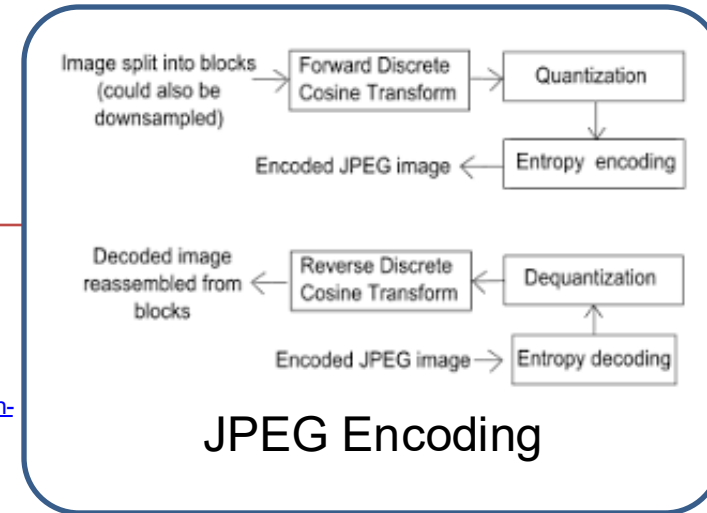 Image split into blocks
(could also be
downsampled)
Forward Discrete
Cosine Transform
Quantization
Encoded JPEG image
Entropy encoding
Decoded image
reassembled from
blocks
Reverse Discrete
Cosine Transform
Dequantization
Encoded JPEG image
Entropy decoding
n-
JPEG Encoding